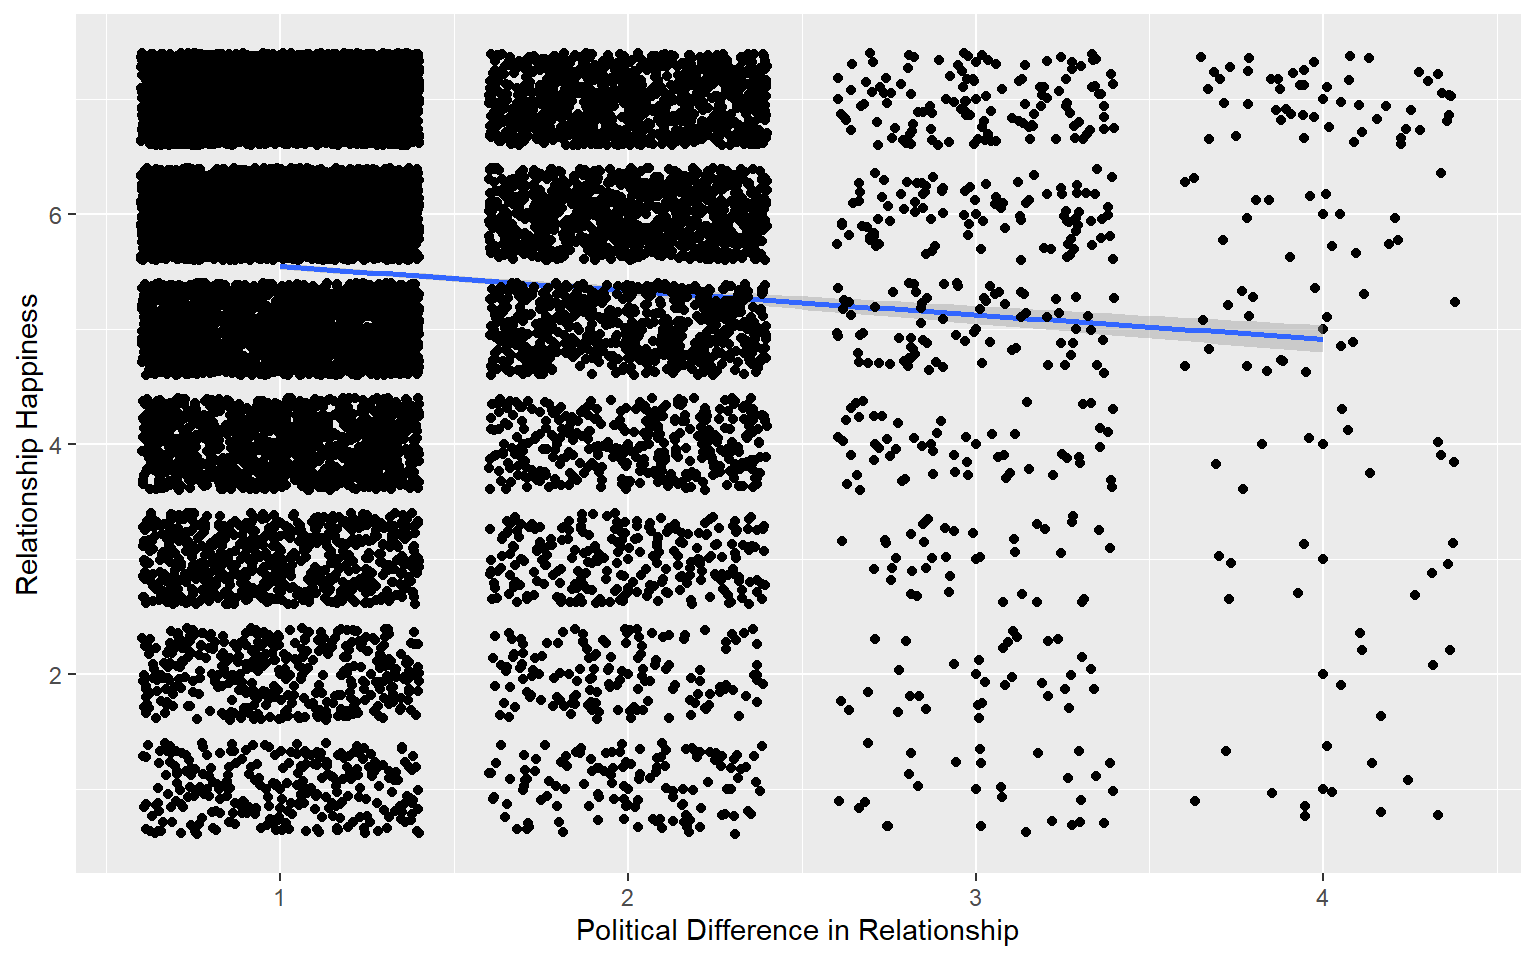 Relationship Happiness
6
4
2
1 2 3 4
Political Difference in Relationship